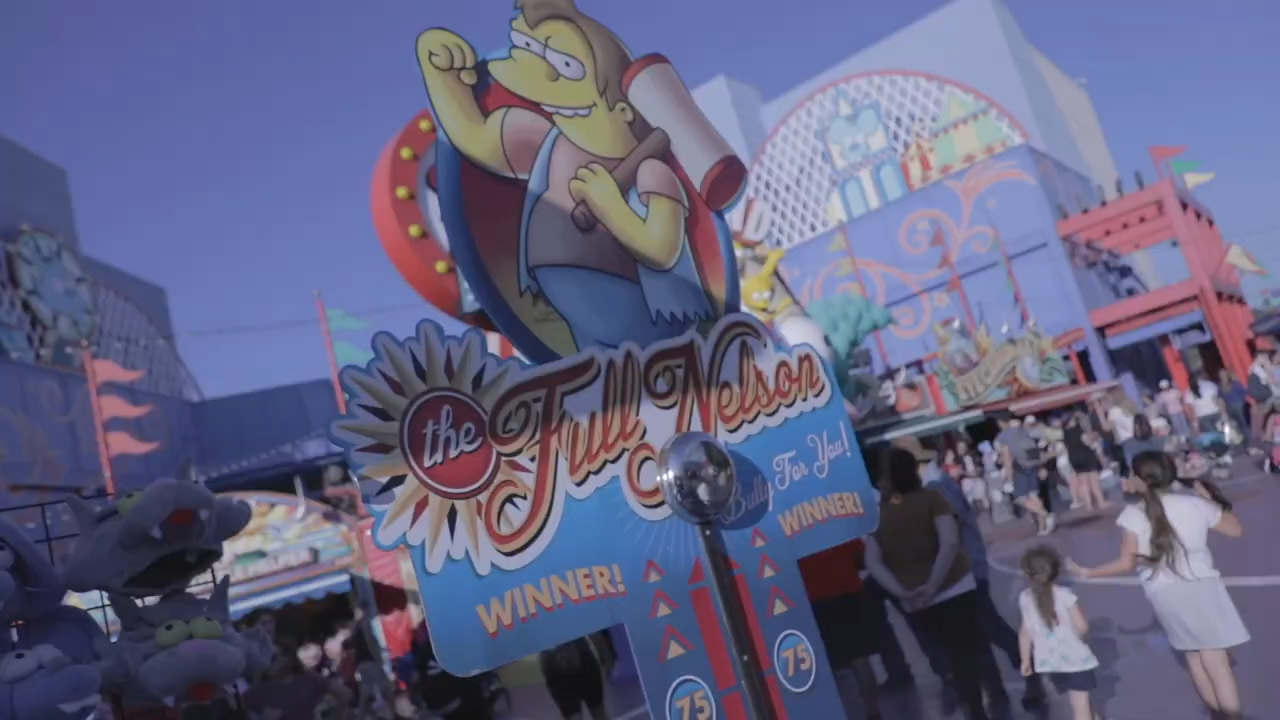 the Full Nelson
Bully For You!
WINNER! WINNER!
75
75